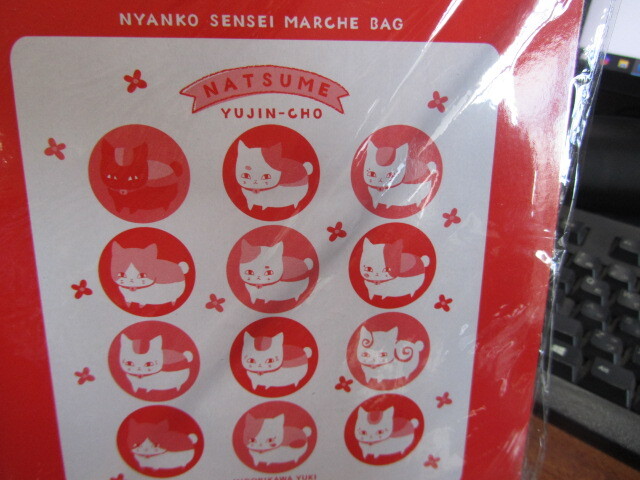 NYANKO SENSEI MARCHE BAG
NATSUME
YUJIN-CHO